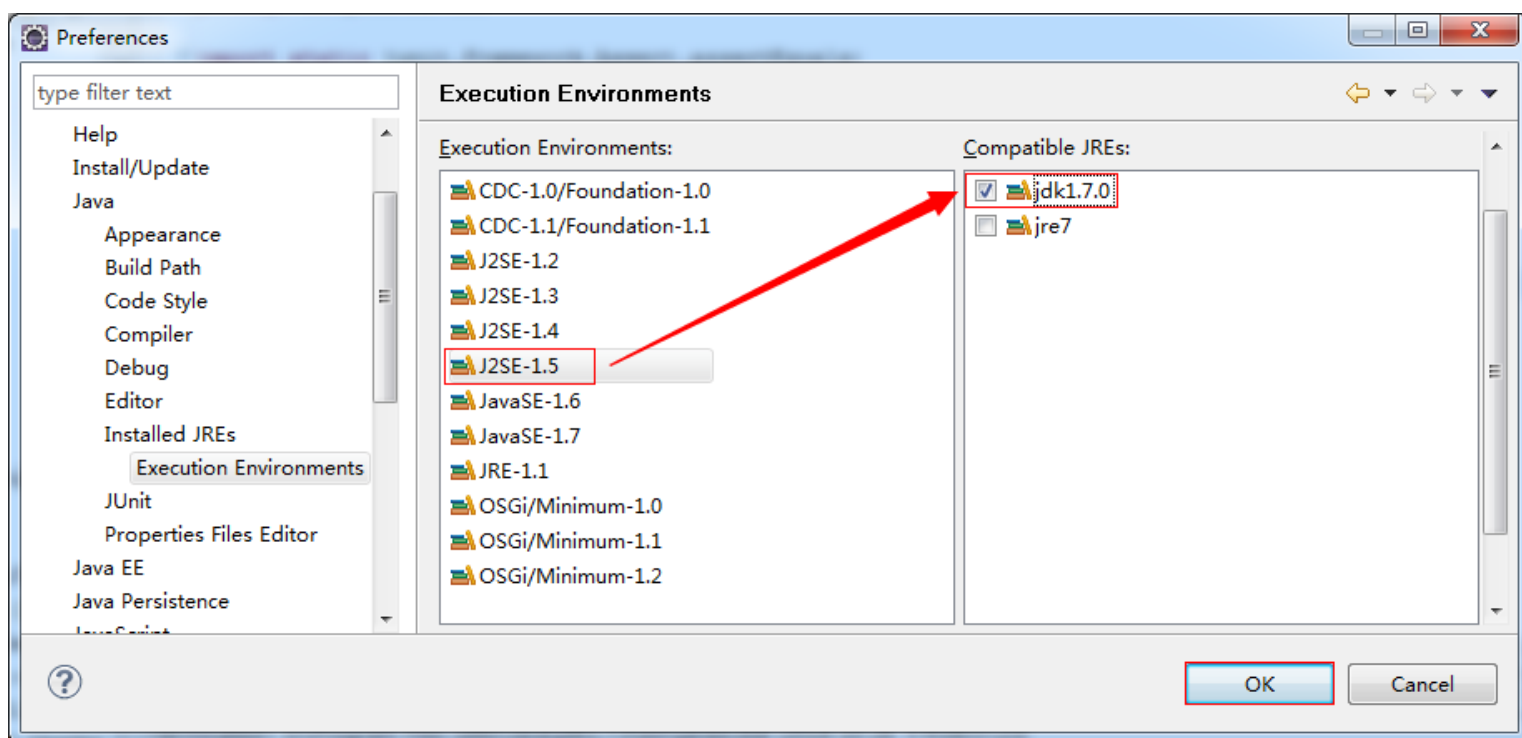 Preferences
type filter text
Help
Install/Update
Java
Appearance
Build Path
Code Style
Compiler
Debug
Editor
Installed JREs
Execution Environments
JUnit
Properties Files Editor
Java EE
Java Persistence
Execution Environments
Execution Environments:
CDC-1.0/Foundation-1.0
CDC-1.1/Foundation-1.1
J2SE-1.2
J2SE-1.3
J2SE-1.4
J2SE-1.5
JavaSE-1.6
JavaSE-1.7
JRE-1.1
OSGi/Minimum-1.0
OSGi/Minimum-1.1
OSGi/Minimum-1.2
Compatible JREs:
jdk1.7.0
jre7
OK
Cancel